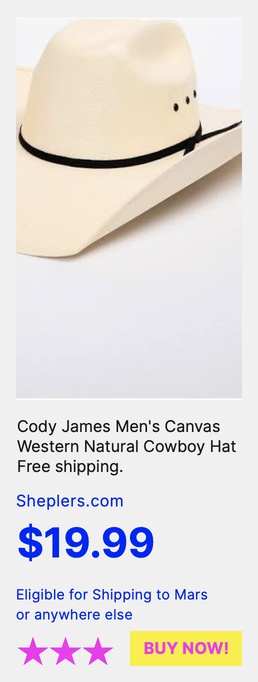 Cody James Men's Canvas
Western Natural Cowboy Hat
Free shipping.
Sheplers.com
$19.99
Eligible for Shipping to Mars
or anywhere else
BUY NOW!